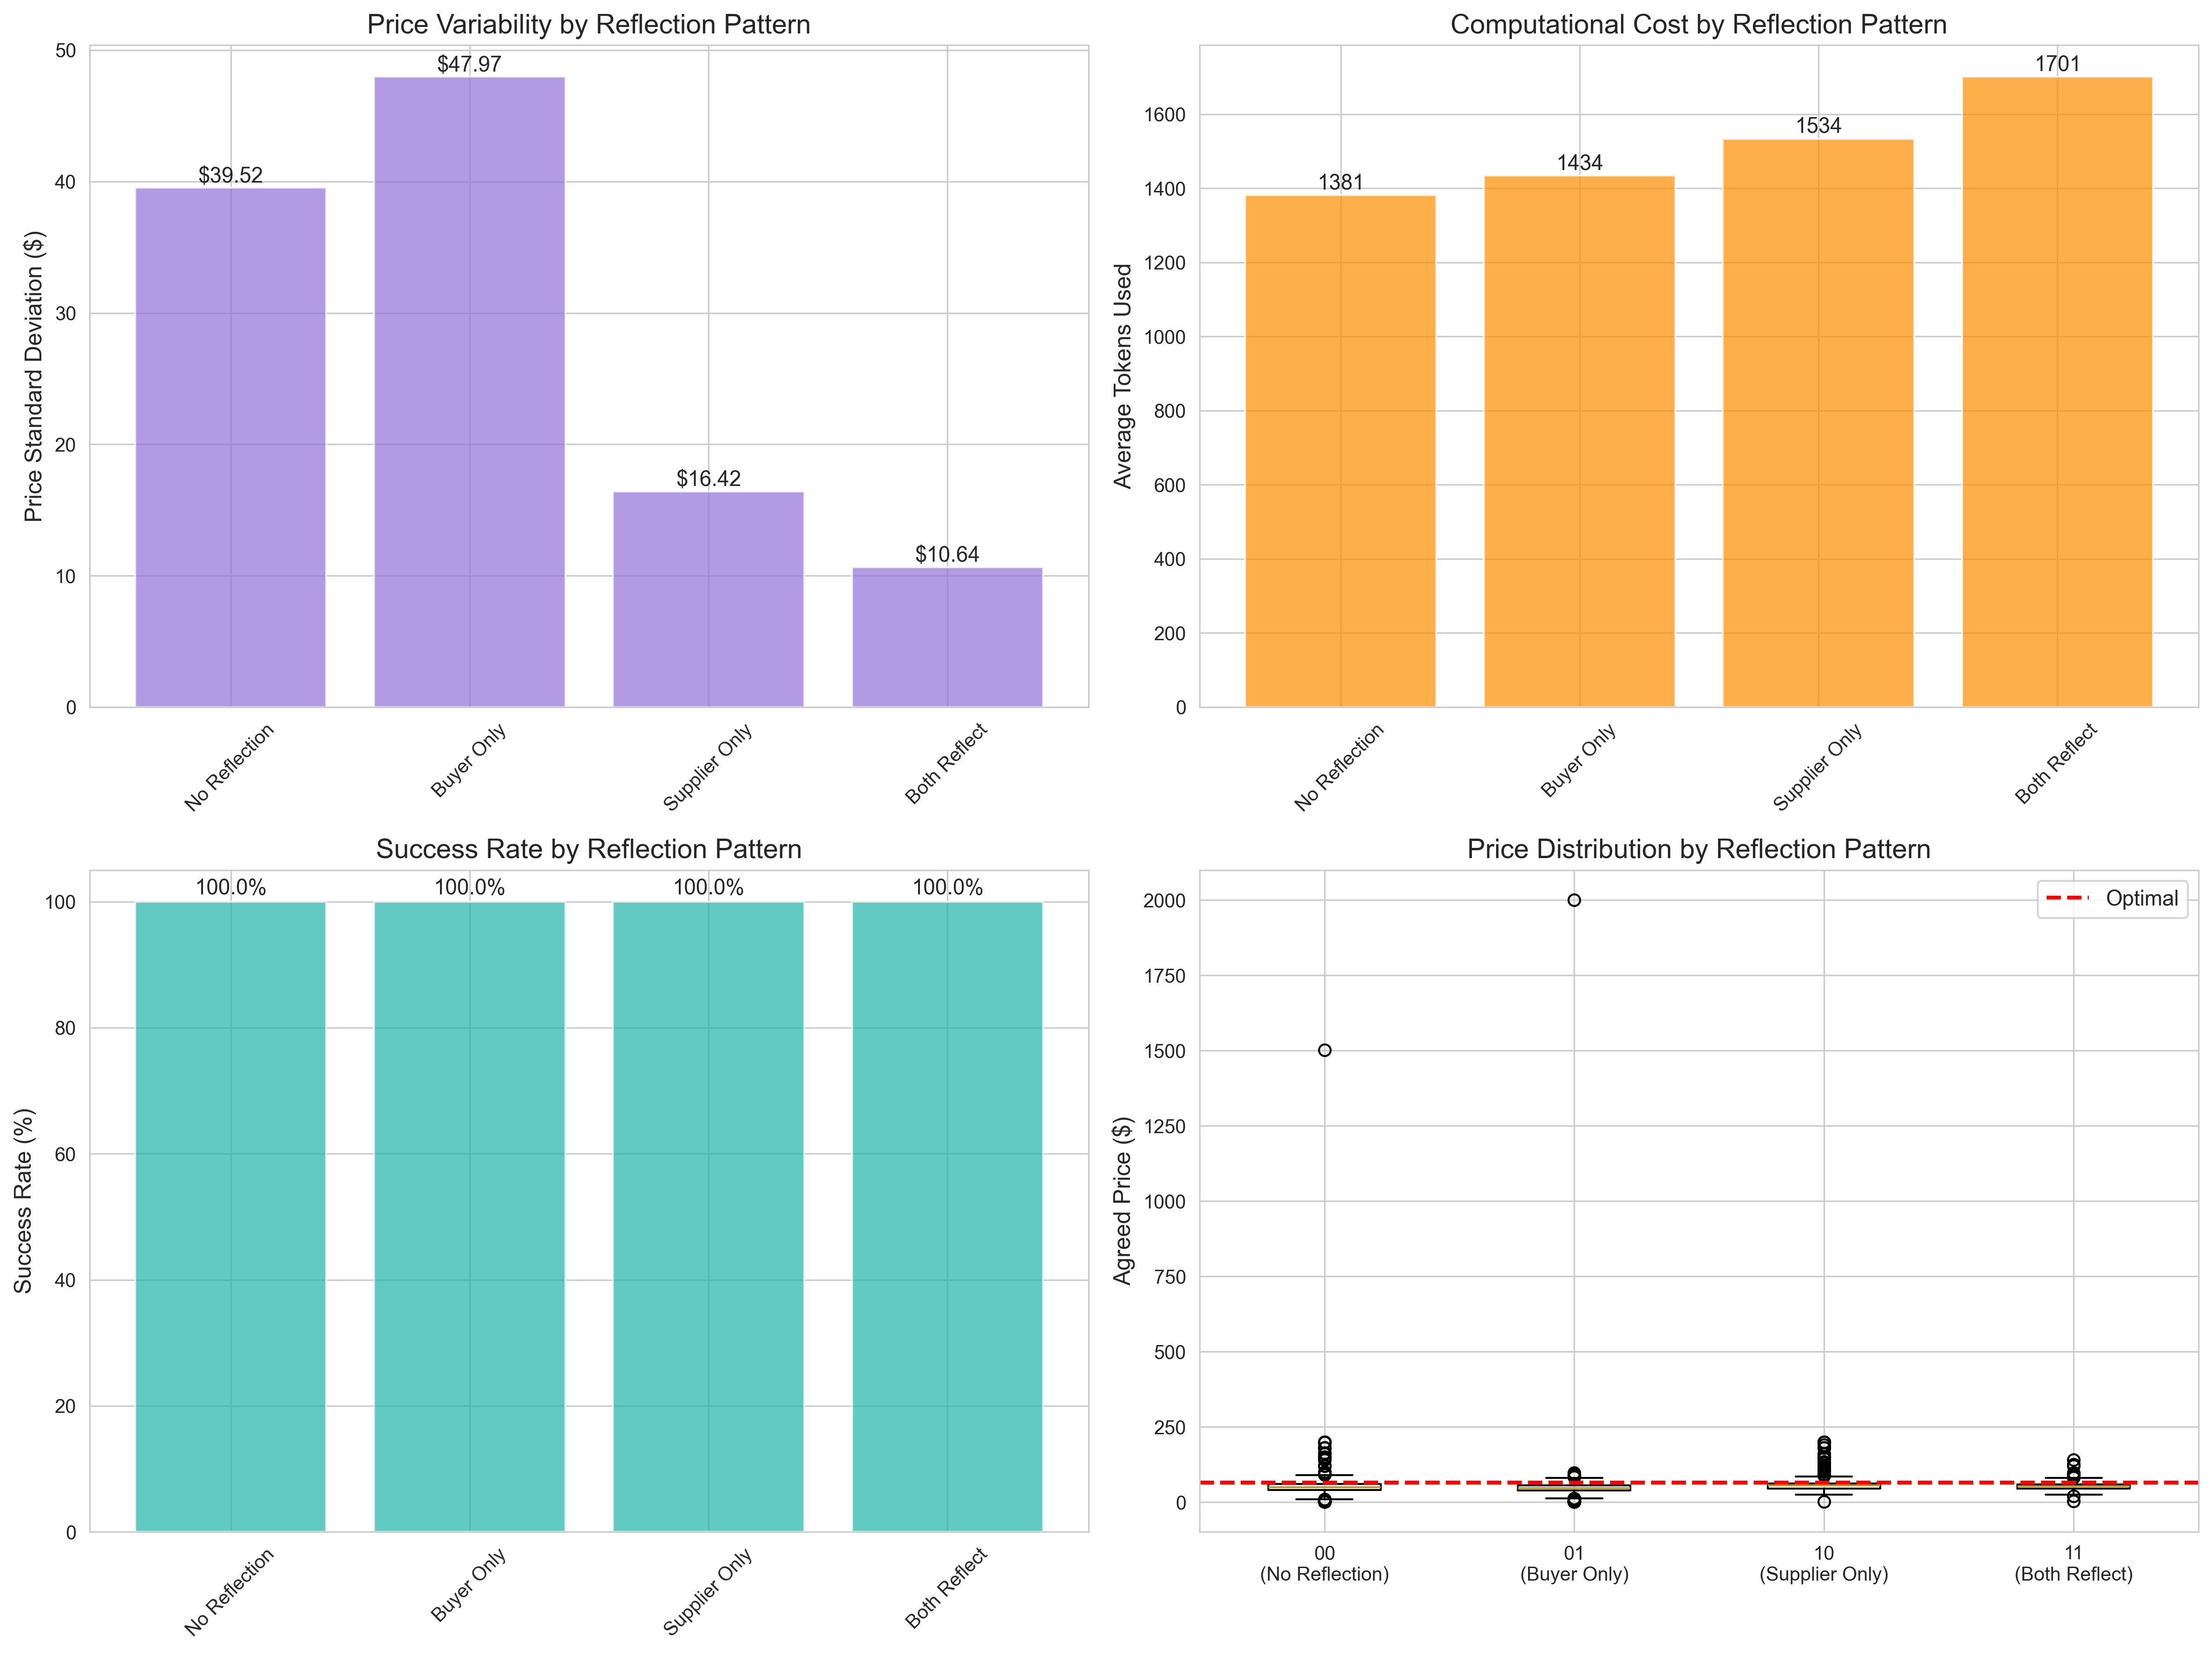 Price Variability by Reflection Pattern
Price Standard Deviation ($)
50
40
30
20
10
0
$39.52
$47.97
$16.42
$10.64
No Reflection
Buyer Only
Supplier Only
Both Reflect
Computational Cost by Reflection Pattern
Average Tokens Used
1600
1400
1200
1000
800
600
400
200
0
1381
1434
1534
1701
No Reflection
Buyer Only
Supplier Only
Both Reflect
Success Rate by Reflection Pattern
Success Rate (%)
100
80
60
40
20
0
100.0%
100.0%
100.0%
100.0%
No Reflection
Buyer Only
Supplier Only
Both Reflect
Price Distribution by Reflection Pattern
Agreed Price ($)
2000
1750
1500
1250
1000
750
500
250
0
Optimal
00
(No Reflection)
01
(Buyer Only)
10
(Supplier Only)
11
(Both Reflect)